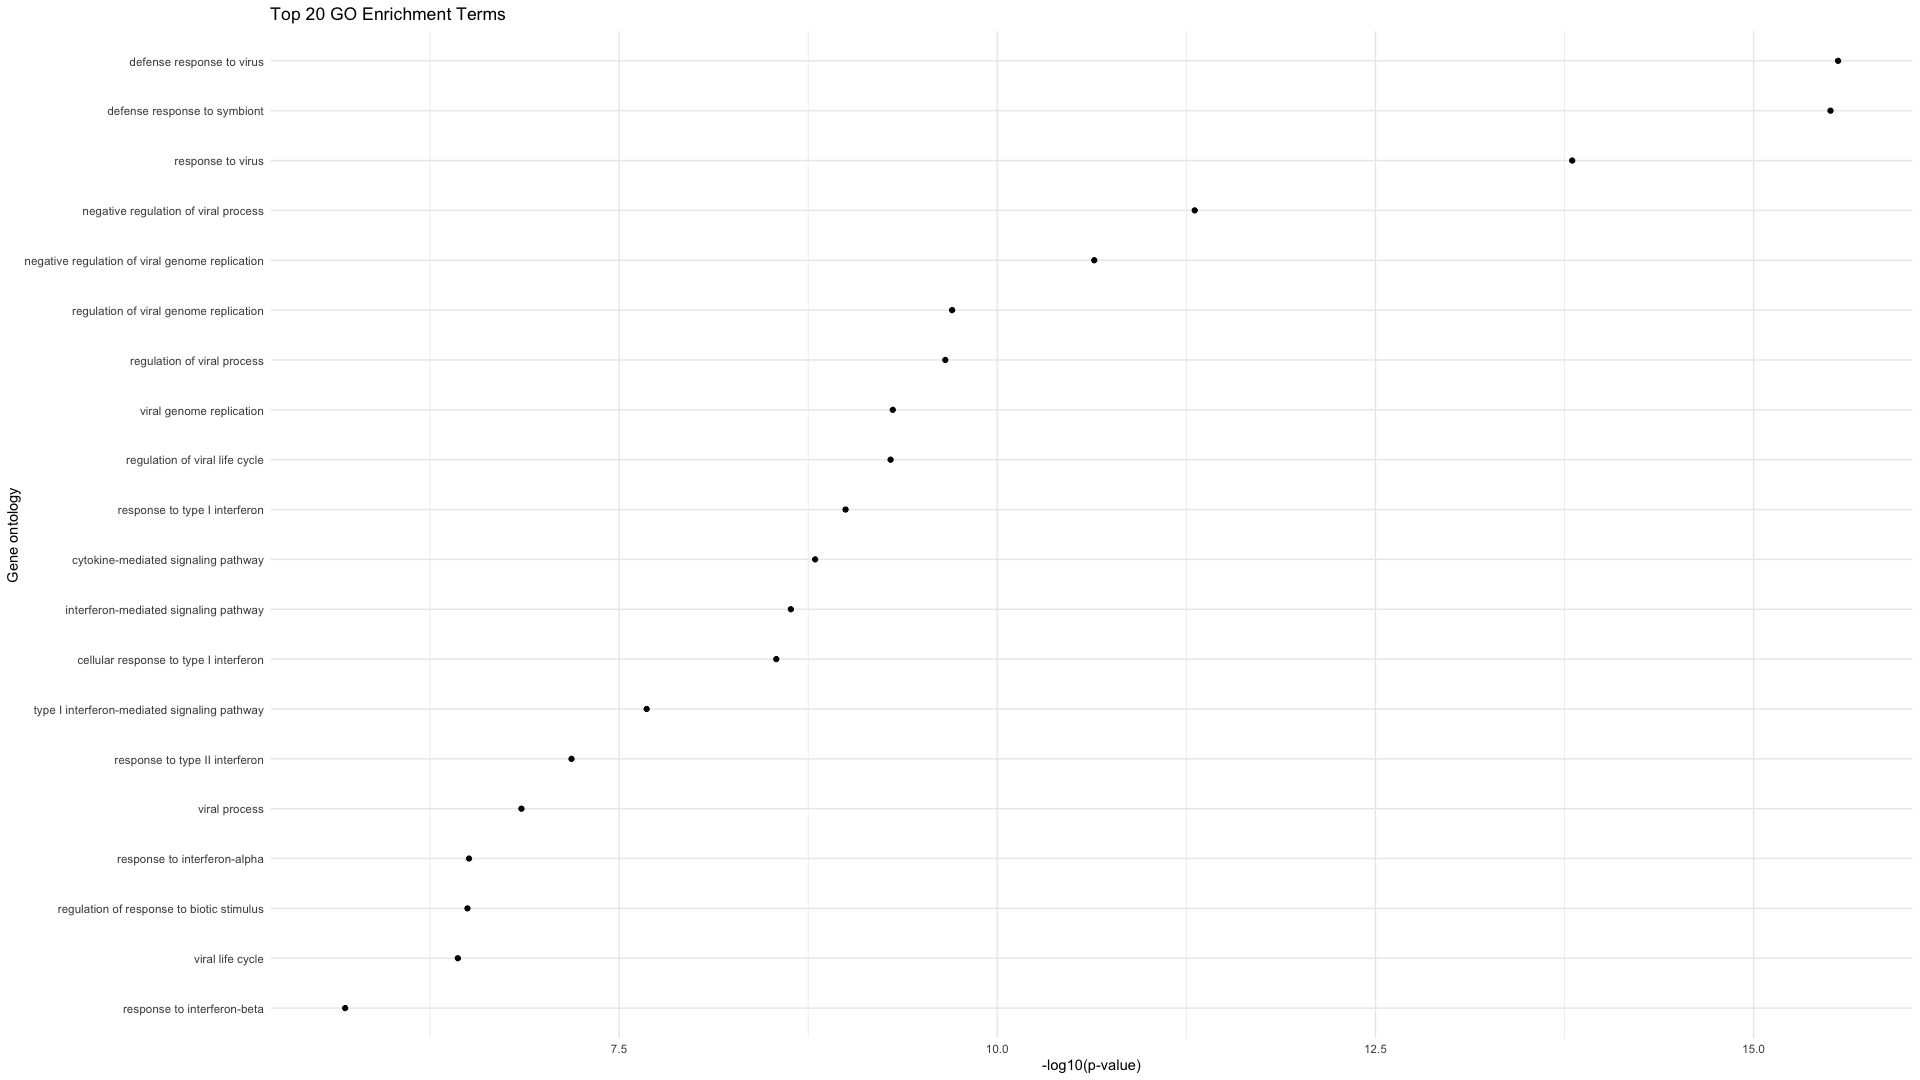 Top 20 GO Enrichment Terms
defense response to virus
defense response to symbiont
response to virus
negative regulation of viral process
negative regulation of viral genome replication
regulation of viral genome replication
regulation of viral process
viral genome replication
regulation of viral life cycle
response to type I interferon
cytokine-mediated signaling pathway
interferon-mediated signaling pathway
cellular response to type I interferon
type I interferon-mediated signaling pathway
response to type II interferon
viral process
response to interferon-alpha
regulation of response to biotic stimulus
viral life cycle
response to interferon-beta
Gene ontology
7.5 10.0 12.5 15.0
-log10(p-value)